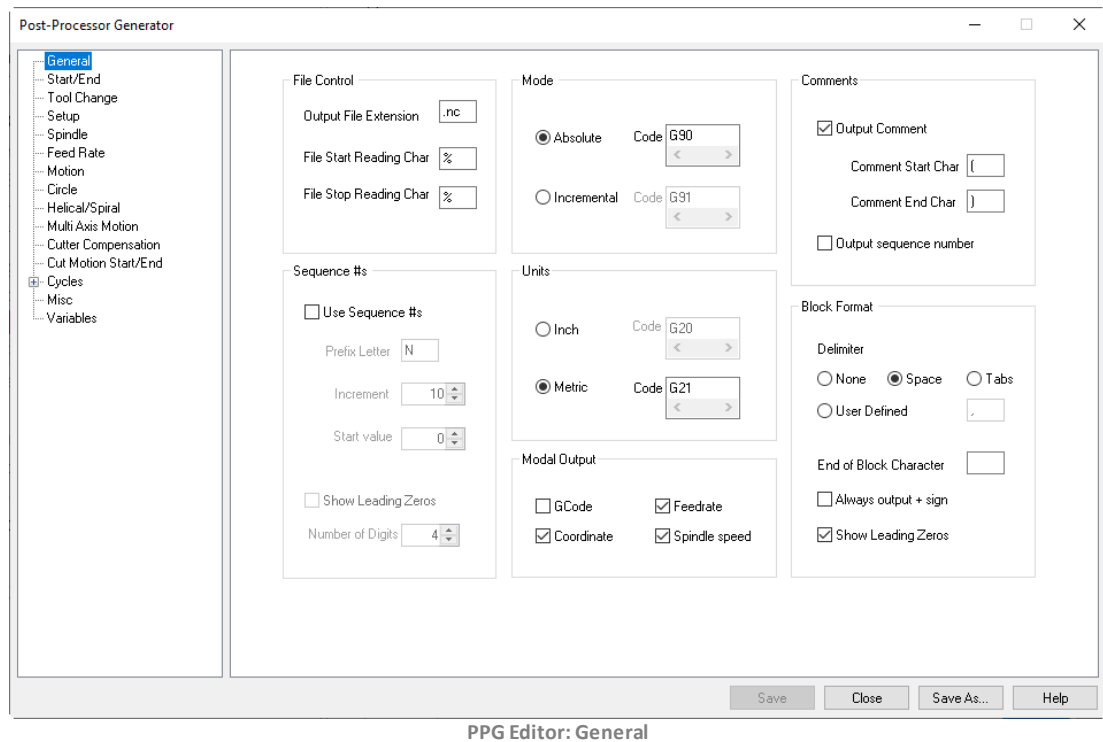 Post-Processor Generator
General
Start/End
Tool Change
Setup
Spindle
Feed Rate
Motion
Circle
Helical/Spiral
Multi Axis Motion
Cutter Compensation
Cut Motion Start/End
Cycles
Misc
Variables
File Control
Output File Extension .nc
File Start Reading Char %
File Stop Reading Char %
Sequence #s
Use Sequence #s
Prefix Letter N
Increment 10
Start value 0
Show Leading Zeros
Number of Digits 4
Mode
Absolute Code G90
Incremental Code G91
Units
Inch Code G20
Metric Code G21
Modal Output
GCode Feedrate
Coordinate Spindle speed
Comments
Output Comment
Comment Start Char (
Comment End Char )
Output sequence number
Block Format
Delimiter
None Space Tabs
User Defined ,
End of Block Character
Always output + sign
Show Leading Zeros
Save Close Save As... Help
PPG Editor: General